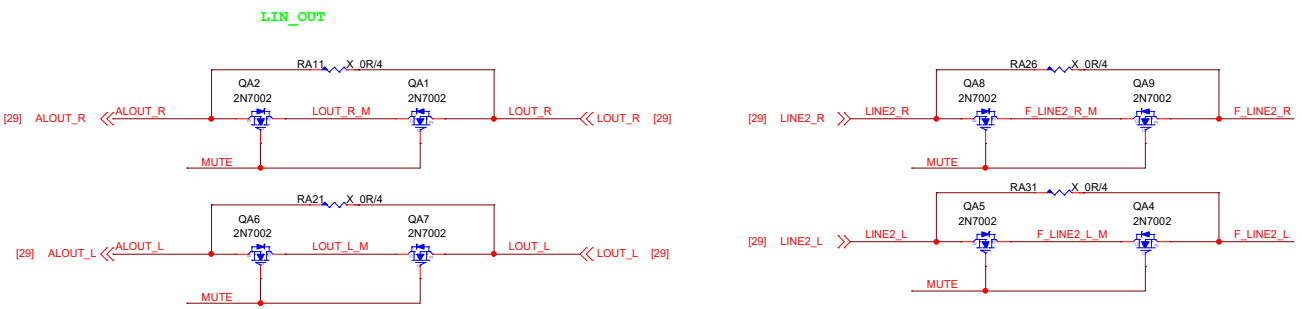 LIN_OUT
RA11 X_0R/4
QA2 QA1
2N7002 2N7002
[29] ALOUT_R ALOUT_R LOUT_R_M LOUT_R LOUT_R [29]
MUTE
RA21 X_0R/4
QA6 QA7
2N7002 2N7002
[29] ALOUT_L ALOUT_L LOUT_L_M LOUT_L LOUT_L [29]
MUTE
RA26 X_0R/4
QA8 QA9
2N7002 2N7002
[29] LINE2_R LINE2_R F_LINE2_R_M F_LINE2_R
MUTE
RA31 X_0R/4
QA5 QA4
2N7002 2N7002
[29] LINE2_L LINE2_L F_LINE2_L_M F_LINE2_L
MUTE